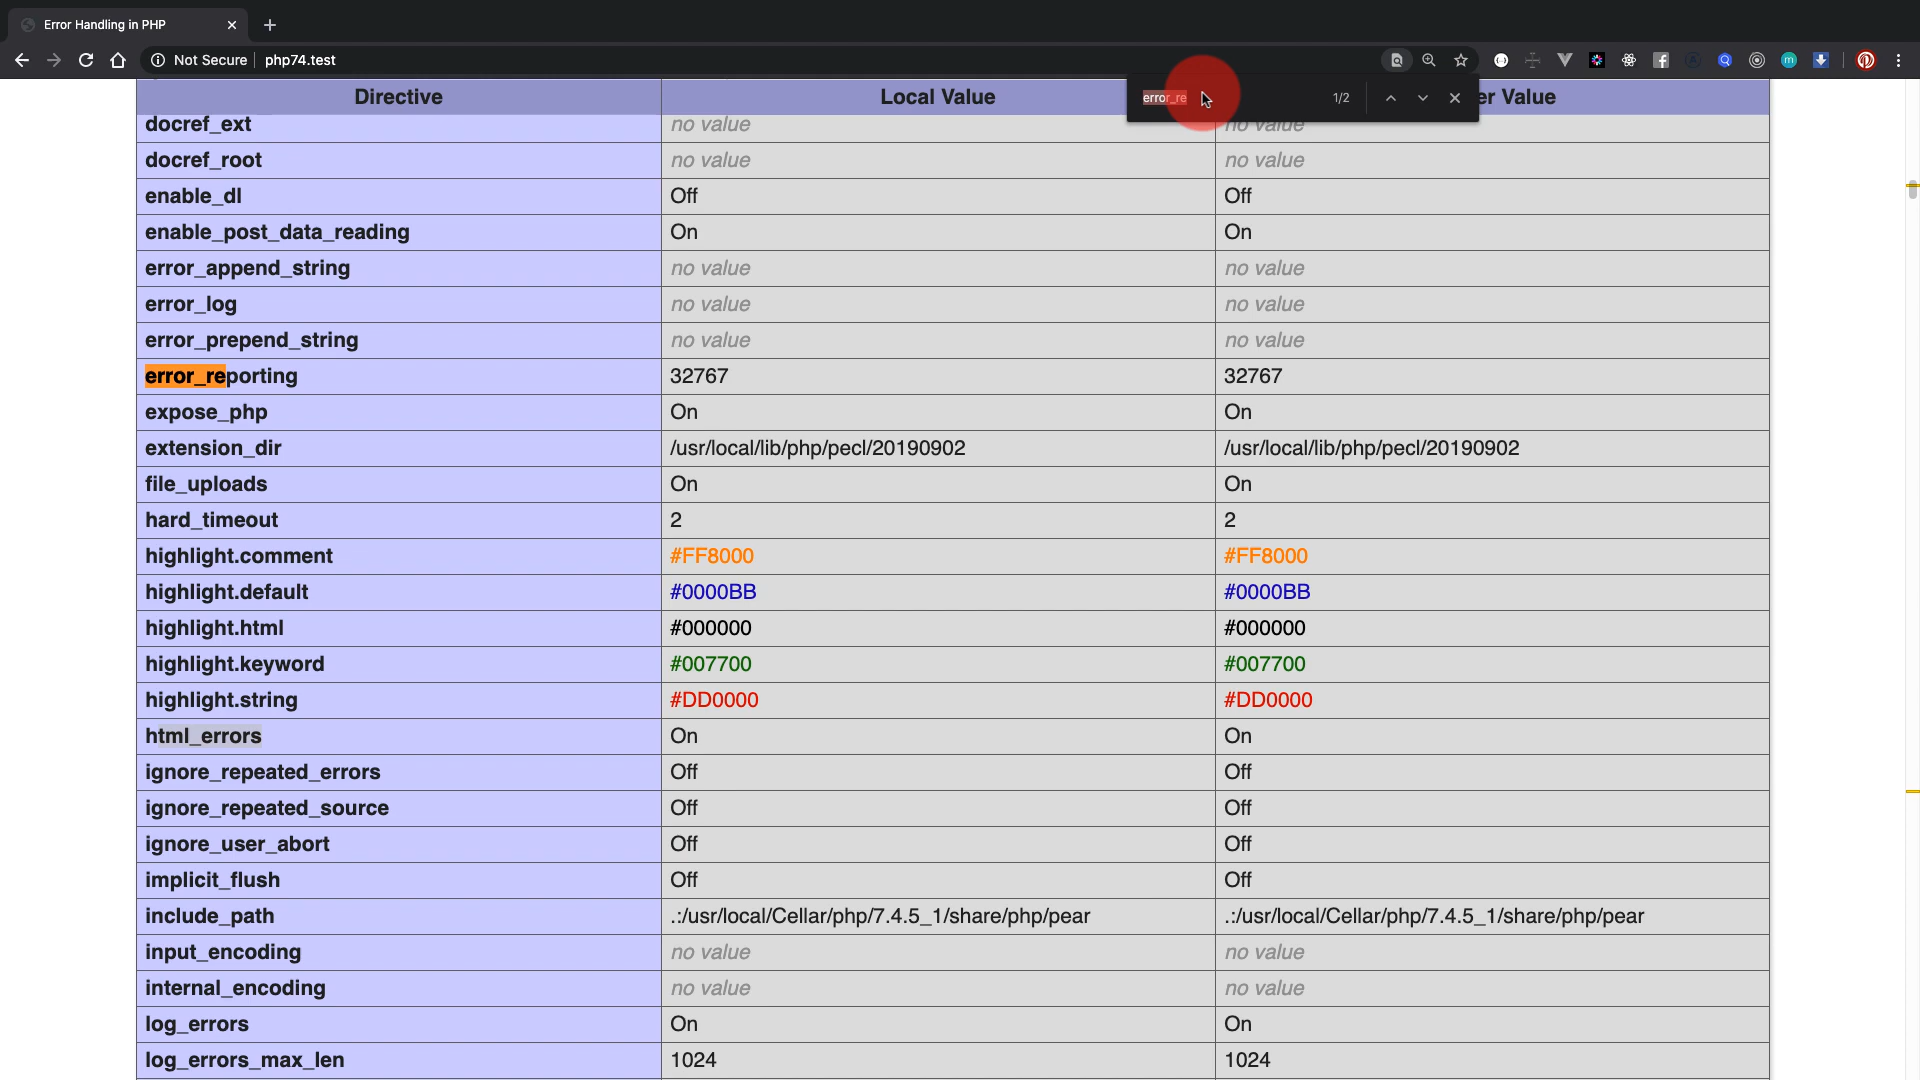 Error Handling in PHP
Not Secure php74.test
error_re 1/2
Directive Local Value er Value
docref_ext no value no value
docref_root no value no value
enable_dl Off Off
enable_post_data_reading On On
error_append_string no value no value
error_log no value no value
error_prepend_string no value no value
error_reporting 32767 32767
expose_php On On
extension_dir /usr/local/lib/php/pecl/20190902 /usr/local/lib/php/pecl/20190902
file_uploads On On
hard_timeout 2 2
highlight.comment #FF8000 #FF8000
highlight.default #0000BB #0000BB
highlight.html #000000 #000000
highlight.keyword #007700 #007700
highlight.string #DD0000 #DD0000
html_errors On On
ignore_repeated_errors Off Off
ignore_repeated_source Off Off
ignore_user_abort Off Off
implicit_flush Off Off
include_path .:/usr/local/Cellar/php/7.4.5_1/share/php/pear .:/usr/local/Cellar/php/7.4.5_1/share/php/pear
input_encoding no value no value
internal_encoding no value no value
log_errors On On
log_errors_max_len 1024 1024